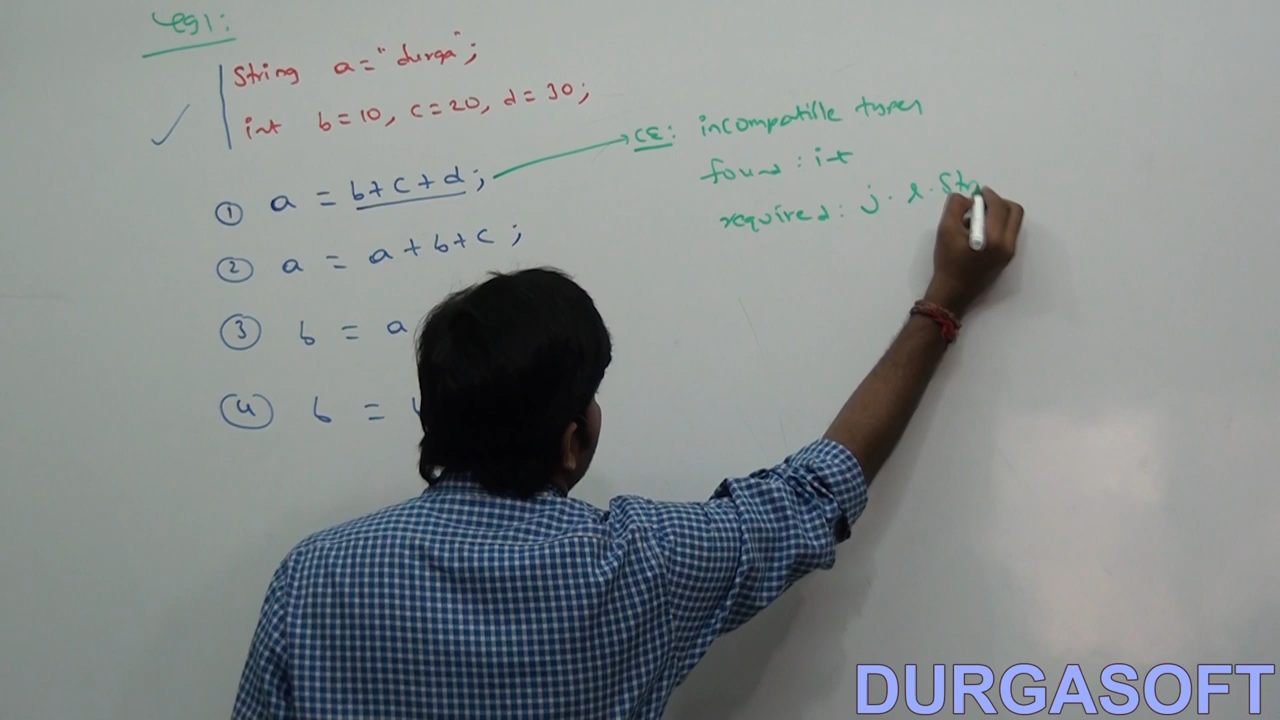 eg1:
String a="durga";
int b=10, c=20, d=30;
① a = b+c+d;
CE: incompatible types
found: int
required: j.l.Str
② a = a+b+c;
③ b = a
④ b =
DURGASOFT